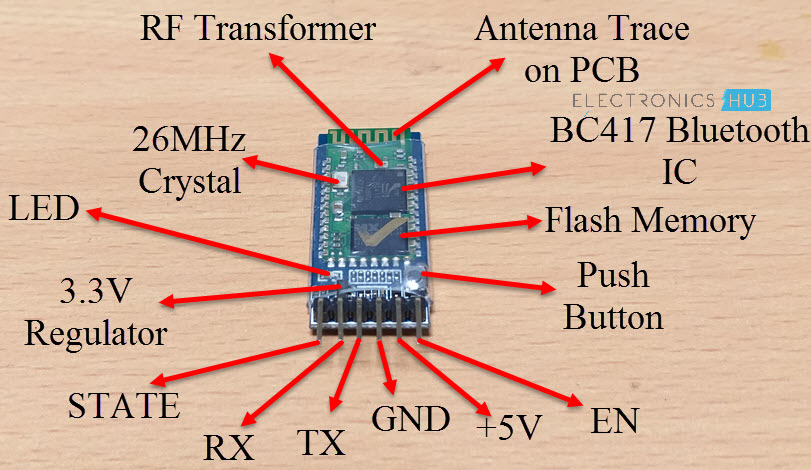 RF Transformer
Antenna Trace
on PCB
ELECTRONICS HUB
26MHz
Crystal
BC417 Bluetooth
IC
LED
Flash Memory
3.3V
Regulator
Push
Button
STATE
RX
TX
GND
+5V
EN